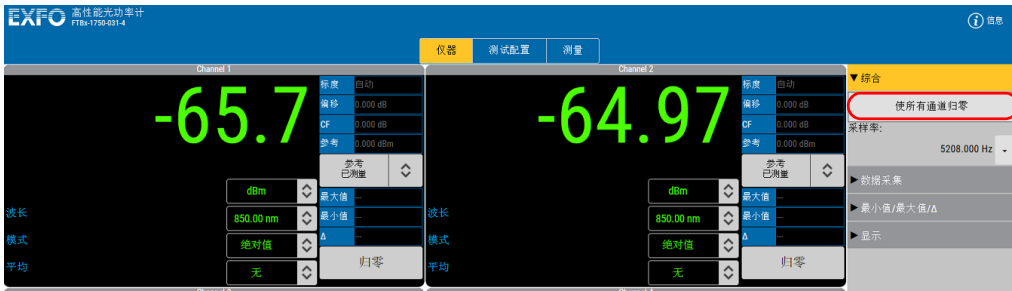 EXFO 高性能光功率计
FTBx-1750-031-4
信息
仪器 测试配置 测量
Channel 1
-65.7
标度 自动
偏移 0.000 dB
CF 0.000 dB
参考 0.000 dBm
参考
已测量
dBm
最大值 --
波长 850.00 nm
最小值 --
模式 绝对值
Δ --
平均 无
归零
Channel 2
-64.97
标度 自动
偏移 0.000 dB
CF 0.000 dB
参考 0.000 dBm
参考
已测量
dBm
最大值 --
波长 850.00 nm
最小值 --
模式 绝对值
Δ --
平均 无
归零
▼综合
使所有通道归零
采样率:
5208.000 Hz
▶数据采集
▶最小值/最大值/Δ
▶显示